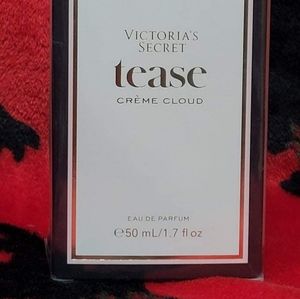 VICTORIA'S
SECRET
tease
CRÈME CLOUD
EAU DE PARFUM
℮50 mL/1.7 fl oz